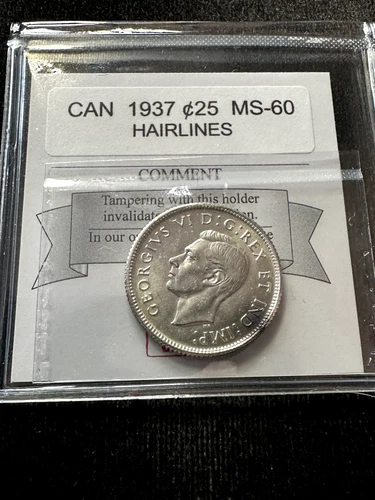 CAN 1937 ¢25 MS-60
HAIRLINES
COMMENT
Tampering with this holder
invalidat
In our o
GEORGIVS VI D:G:REX ET IND:IMP: